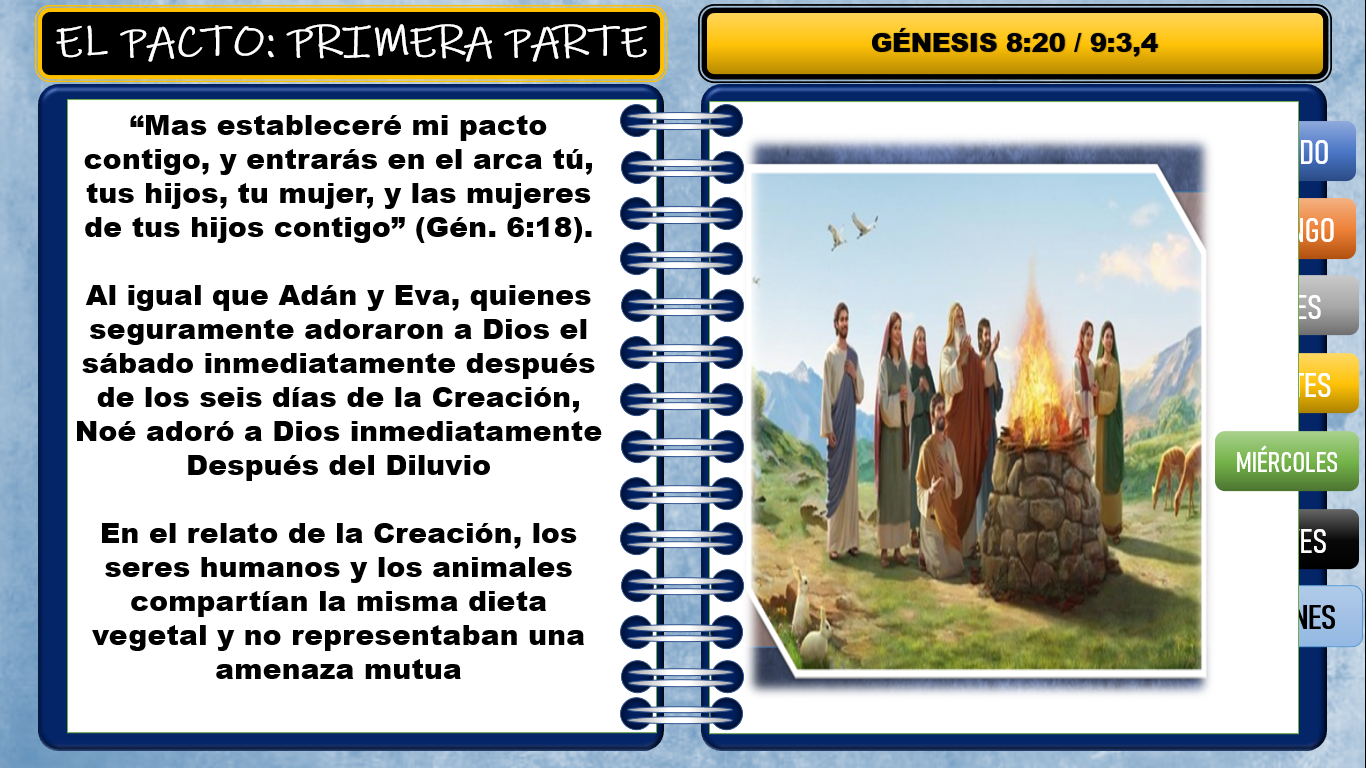 EL PACTO: PRIMERA PARTE
GÉNESIS 8:20 / 9:3,4
“Mas estableceré mi pacto
contigo, y entrarás en el arca tú,
tus hijos, tu mujer, y las mujeres
de tus hijos contigo” (Gén. 6:18).
Al igual que Adán y Eva, quienes
seguramente adoraron a Dios el
sábado inmediatamente después
de los seis días de la Creación,
Noé adoró a Dios inmediatamente
Después del Diluvio
En el relato de la Creación, los
seres humanos y los animales
compartían la misma dieta
vegetal y no representaban una
amenaza mutua
DO
NGO
ES
TES
MIÉRCOLES
ES
NES